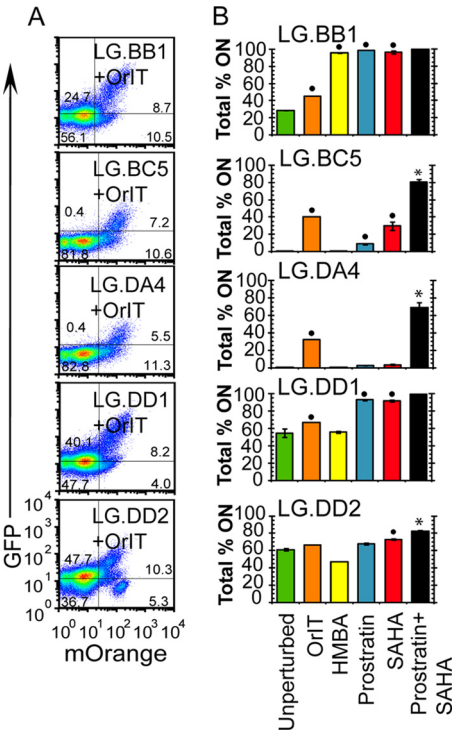 A
B
LG.BB1
+OrIT
24.7
8.7
56.1
10.5
LG.BC5
+OrIT
0.4
7.2
81.8
10.6
LG.DA4
+OrIT
0.4
5.5
82.8
11.3
LG.DD1
+OrIT
40.1
8.2
47.7
4.0
LG.DD2
+OrIT
47.7
10.3
36.7
5.3
GFP
10^4
10^3
10^2
10^1
10^0
10^0 10^1 10^2 10^3 10^4
mOrange
LG.BB1
Total % ON
100
80
60
40
20
0
LG.BC5
Total % ON
100
80
60
40
20
0
*
LG.DA4
Total % ON
100
80
60
40
20
0
*
LG.DD1
Total % ON
100
80
60
40
20
0
LG.DD2
Total % ON
100
80
60
40
20
0
*
Unperturbed
OrIT
HMBA
Prostratin
SAHA
Prostratin+
SAHA